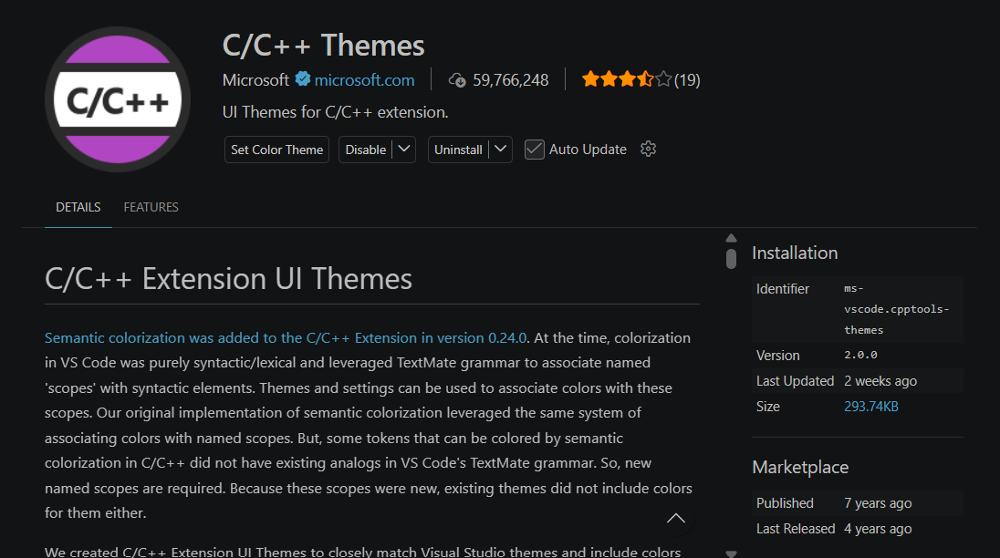 C/C++
C/C++ Themes
Microsoft microsoft.com 59,766,248 (19)
UI Themes for C/C++ extension.
Set Color Theme Disable Uninstall Auto Update
DETAILS FEATURES
C/C++ Extension UI Themes
Semantic colorization was added to the C/C++ Extension in version 0.24.0. At the time, colorization
in VS Code was purely syntactic/lexical and leveraged TextMate grammar to associate named
'scopes' with syntactic elements. Themes and settings can be used to associate colors with these
scopes. Our original implementation of semantic colorization leveraged the same system of
associating colors with named scopes. But, some tokens that can be colored by semantic
colorization in C/C++ did not have existing analogs in VS Code's TextMate grammar. So, new
named scopes are required. Because these scopes were new, existing themes did not include colors
for them either.
We created C/C++ Extension UI Themes to closely match Visual Studio themes and include colors
Installation
Identifier ms-
vscode.cpptools-
themes
Version 2.0.0
Last Updated 2 weeks ago
Size 293.74KB
Marketplace
Published 7 years ago
Last Released 4 years ago